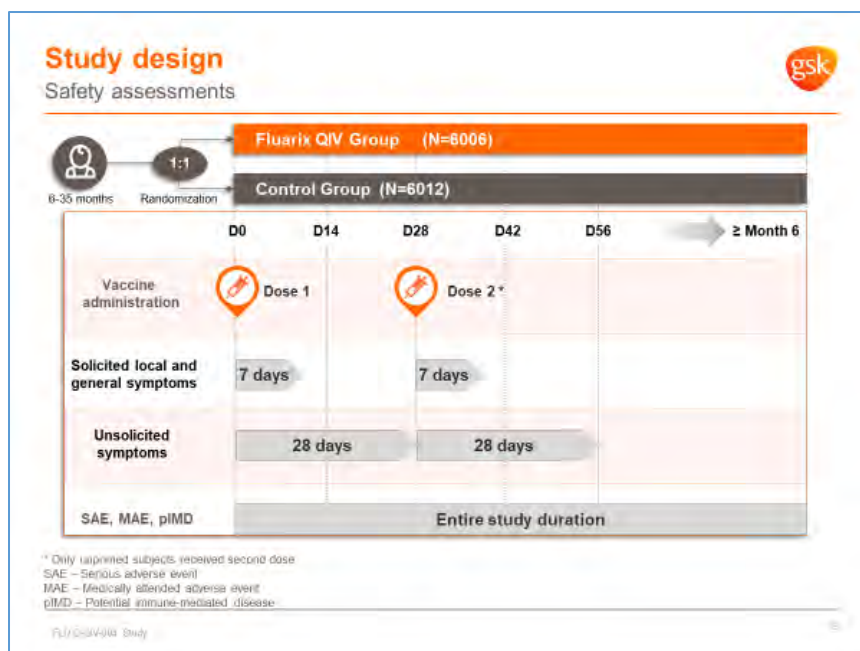 Study design
Safety assessments
gsk
Fluarix QIV Group (N=6006)
1:1
Control Group (N=6012)
6-35 months
Randomization
D0 D14 D28 D42 D56 ≥ Month 6
Vaccine
administration
Dose 1
Dose 2 *
Solicited local and
general symptoms
7 days
7 days
Unsolicited
symptoms
28 days
28 days
SAE, MAE, pIMD
Entire study duration
* Only unprimed subjects received second dose
SAE – Serious adverse event
MAE – Medically attended adverse event
pIMD – Potential immune-mediated disease
Study